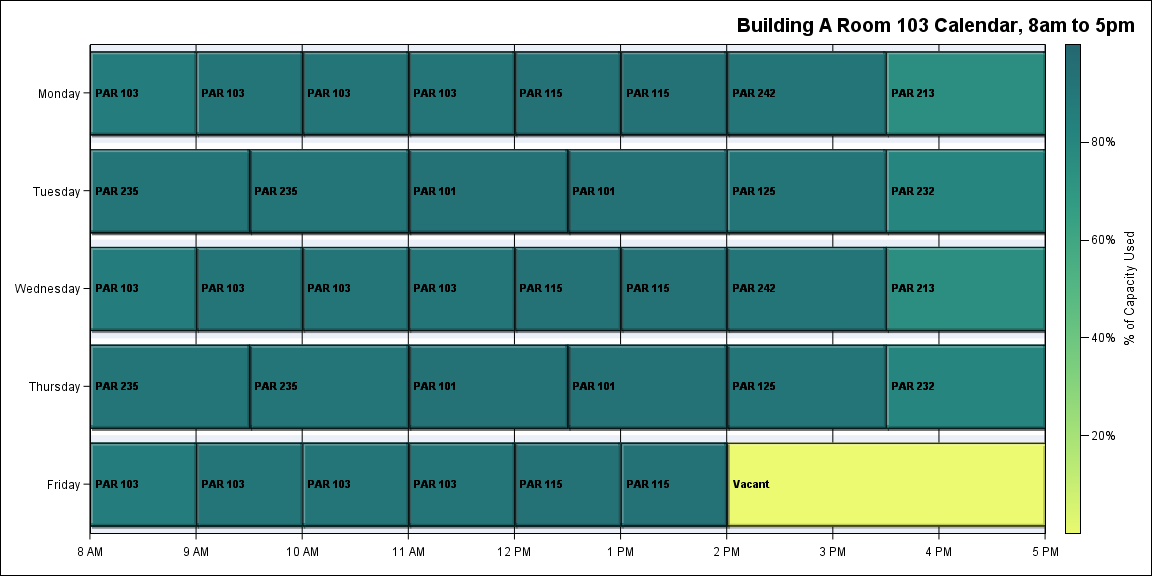 Building A Room 103 Calendar, 8am to 5pm
Monday PAR 103 PAR 103 PAR 103 PAR 103 PAR 115 PAR 115 PAR 242 PAR 213
Tuesday PAR 235 PAR 235 PAR 101 PAR 101 PAR 125 PAR 232
Wednesday PAR 103 PAR 103 PAR 103 PAR 103 PAR 115 PAR 115 PAR 242 PAR 213
Thursday PAR 235 PAR 235 PAR 101 PAR 101 PAR 125 PAR 232
Friday PAR 103 PAR 103 PAR 103 PAR 103 PAR 115 PAR 115 Vacant
8 AM 9 AM 10 AM 11 AM 12 PM 1 PM 2 PM 3 PM 4 PM 5 PM
80%
60%
40%
20%
% of Capacity Used